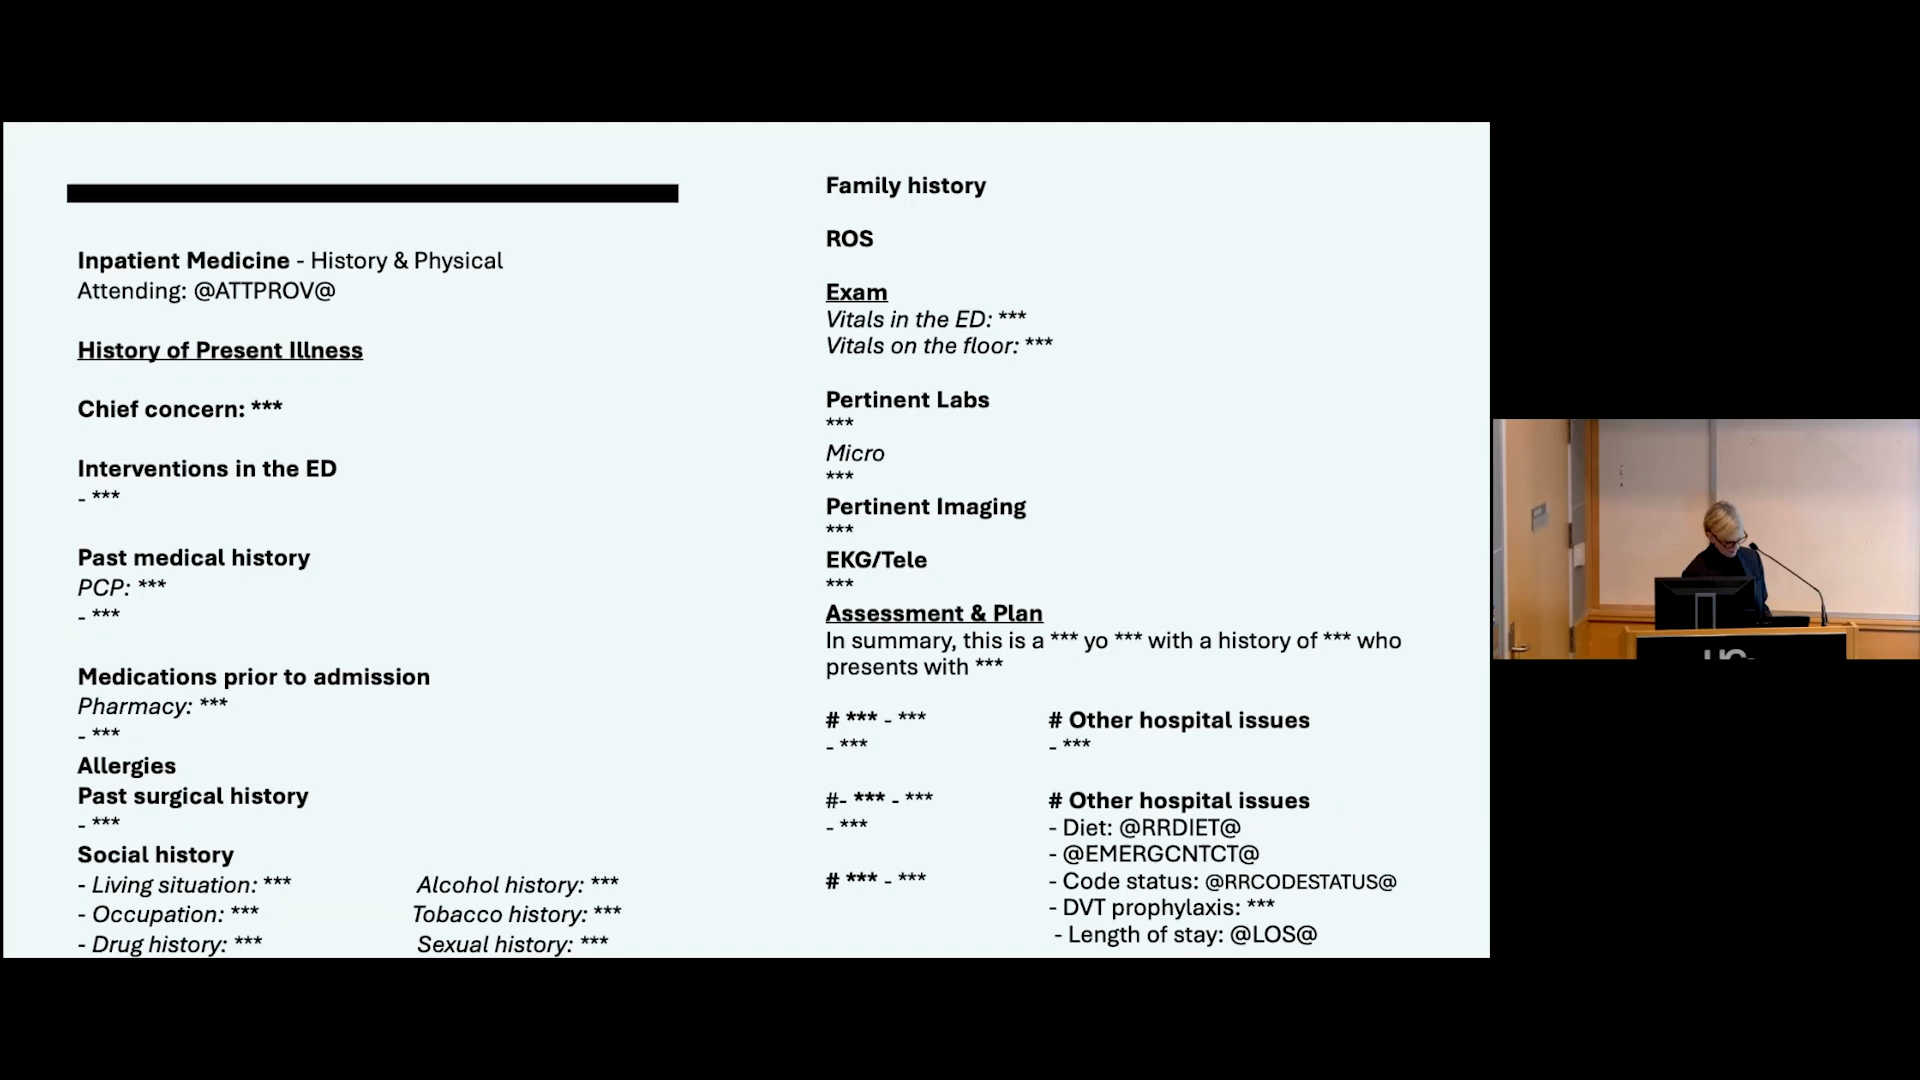 Inpatient Medicine - History & Physical
Attending: @ATTPROV@
History of Present Illness
Chief concern: ***
Interventions in the ED
- ***
Past medical history
PCP: ***
- ***
Medications prior to admission
Pharmacy: ***
- ***
Allergies
Past surgical history
- ***
Social history
- Living situation: *** Alcohol history: ***
- Occupation: *** Tobacco history: ***
- Drug history: *** Sexual history: ***
Family history
ROS
Exam
Vitals in the ED: ***
Vitals on the floor: ***
Pertinent Labs
***
Micro
***
Pertinent Imaging
***
EKG/Tele
***
Assessment & Plan
In summary, this is a *** yo *** with a history of *** who
presents with ***
# *** - ***
- ***
#- *** - ***
- ***
# *** - ***
# Other hospital issues
- ***
# Other hospital issues
- Diet: @RRDIET@
- @EMERGCNTCT@
- Code status: @RRCODESTATUS@
- DVT prophylaxis: ***
- Length of stay: @LOS@